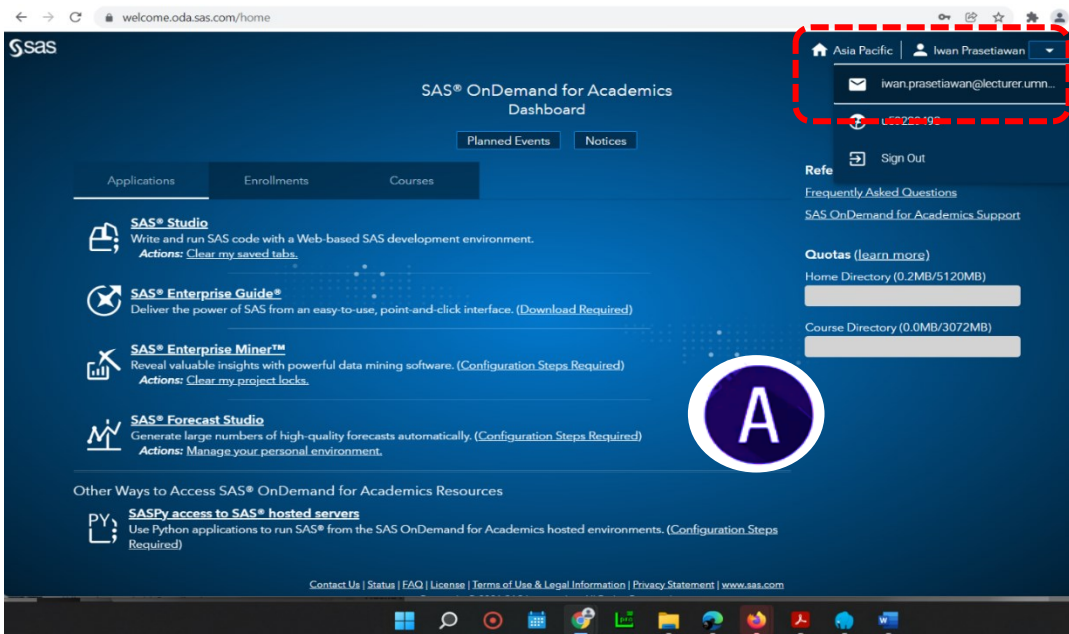 welcome.oda.sas.com/home
sas
Asia Pacific | Iwan Prasetiawan
iwan.prasetiawan@lecturer.umn...
SAS® OnDemand for Academics
Dashboard
Planned Events Notices
Sign Out
Refe
Frequently Asked Questions
SAS OnDemand for Academics Support
Quotas (learn more)
Home Directory (0.2MB/5120MB)
Course Directory (0.0MB/3072MB)
Applications Enrollments Courses
SAS® Studio
Write and run SAS code with a Web-based SAS development environment.
Actions: Clear my saved tabs.
SAS® Enterprise Guide®
Deliver the power of SAS from an easy-to-use, point-and-click interface. (Download Required)
SAS® Enterprise Miner™
Reveal valuable insights with powerful data mining software. (Configuration Steps Required)
Actions: Clear my project locks.
SAS® Forecast Studio
Generate large numbers of high-quality forecasts automatically. (Configuration Steps Required)
Actions: Manage your personal environment.
A
Other Ways to Access SAS® OnDemand for Academics Resources
PY
SASPy access to SAS® hosted servers
Use Python applications to run SAS® from the SAS OnDemand for Academics hosted environments. (Configuration Steps
Required)
Contact Us | Status | FAQ | License | Terms of Use & Legal Information | Privacy Statement | www.sas.com